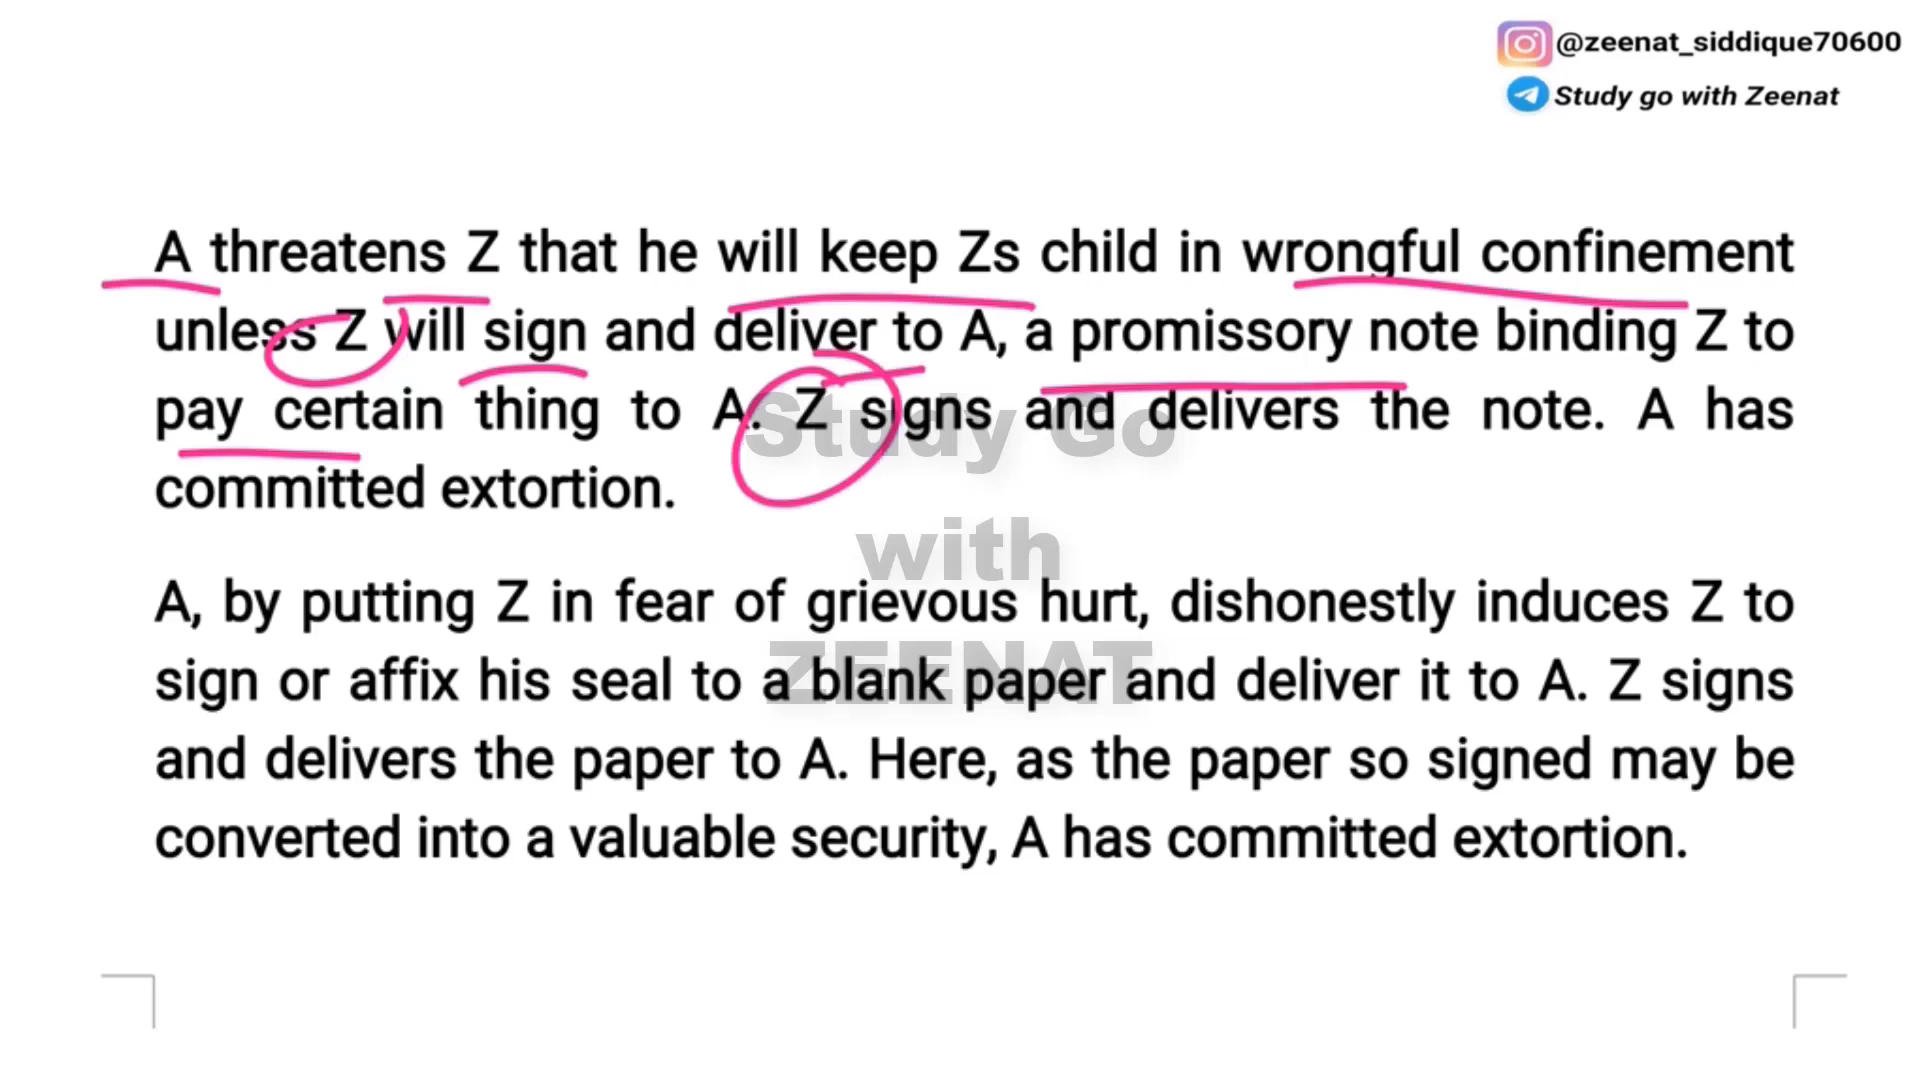 @zeenat_siddique70600
Study go with Zeenat
A threatens Z that he will keep Zs child in wrongful confinement
unless Z will sign and deliver to A, a promissory note binding Z to
pay certain thing to A. Z signs and delivers the note. A has
committed extortion.
Study Go
with
ZEENAT
A, by putting Z in fear of grievous hurt, dishonestly induces Z to
sign or affix his seal to a blank paper and deliver it to A. Z signs
and delivers the paper to A. Here, as the paper so signed may be
converted into a valuable security, A has committed extortion.